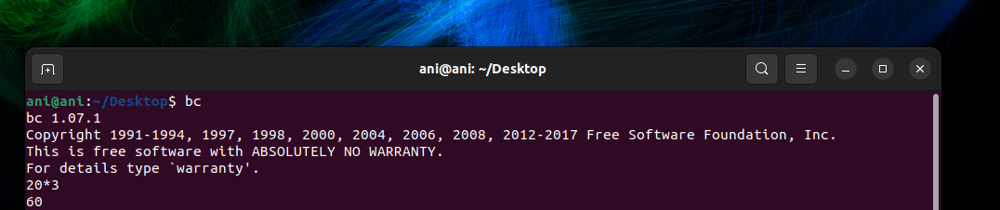 ani@ani: ~/Desktop
ani@ani:~/Desktop$ bc
bc 1.07.1
Copyright 1991-1994, 1997, 1998, 2000, 2004, 2006, 2008, 2012-2017 Free Software Foundation, Inc.
This is free software with ABSOLUTELY NO WARRANTY.
For details type `warranty'.
20*3
60